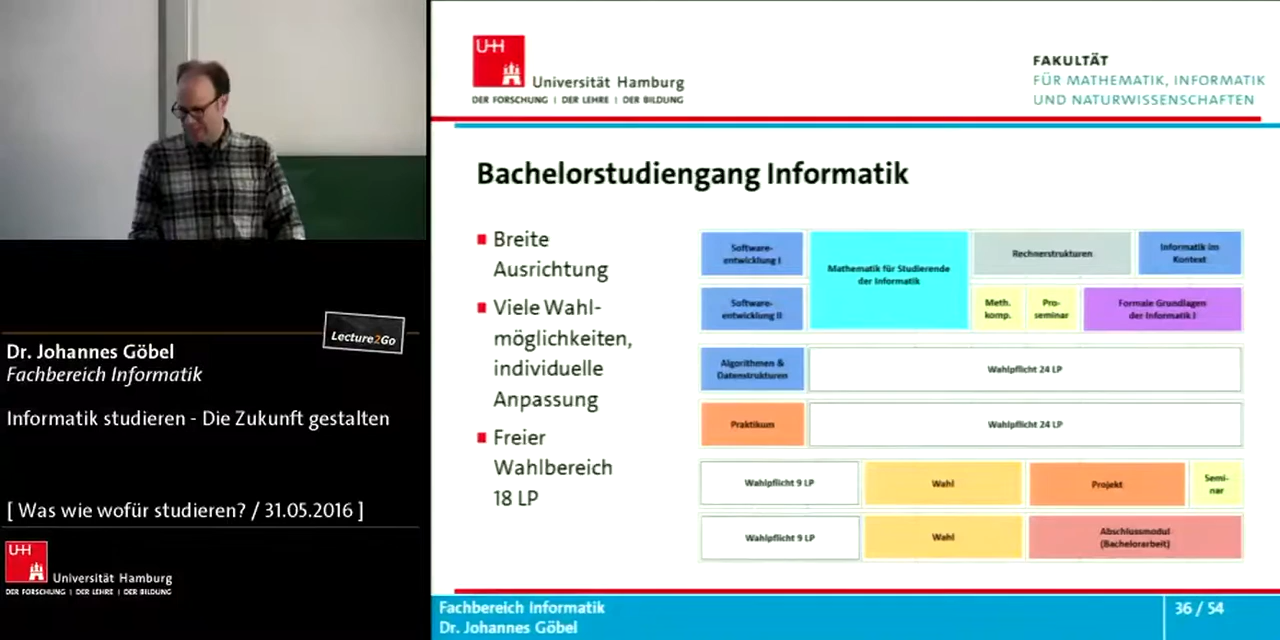 Lecture2Go
Dr. Johannes Göbel
Fachbereich Informatik
Informatik studieren - Die Zukunft gestalten
[ Was wie wofür studieren? / 31.05.2016 ]
UHH
Universität Hamburg
DER FORSCHUNG | DER LEHRE | DER BILDUNG
UHH
Universität Hamburg
DER FORSCHUNG | DER LEHRE | DER BILDUNG
FAKULTÄT
FÜR MATHEMATIK, INFORMATIK
UND NATURWISSENSCHAFTEN
Bachelorstudiengang Informatik
Breite
Ausrichtung
Viele Wahl-
möglichkeiten,
individuelle
Anpassung
Freier
Wahlbereich
18 LP
Software-
entwicklung I
Mathematik für Studierende
der Informatik
Rechnerstrukturen
Informatik im
Kontext
Software-
entwicklung II
Meth.
komp.
Pro-
seminar
Formale Grundlagen
der Informatik I
Algorithmen &
Datenstrukturen
Wahlpflicht 24 LP
Praktikum
Wahlpflicht 24 LP
Wahlpflicht 9 LP
Wahl
Projekt
Semi-
nar
Wahlpflicht 9 LP
Wahl
Abschlussmodul
(Bachelorarbeit)
Fachbereich Informatik
Dr. Johannes Göbel
36 / 54